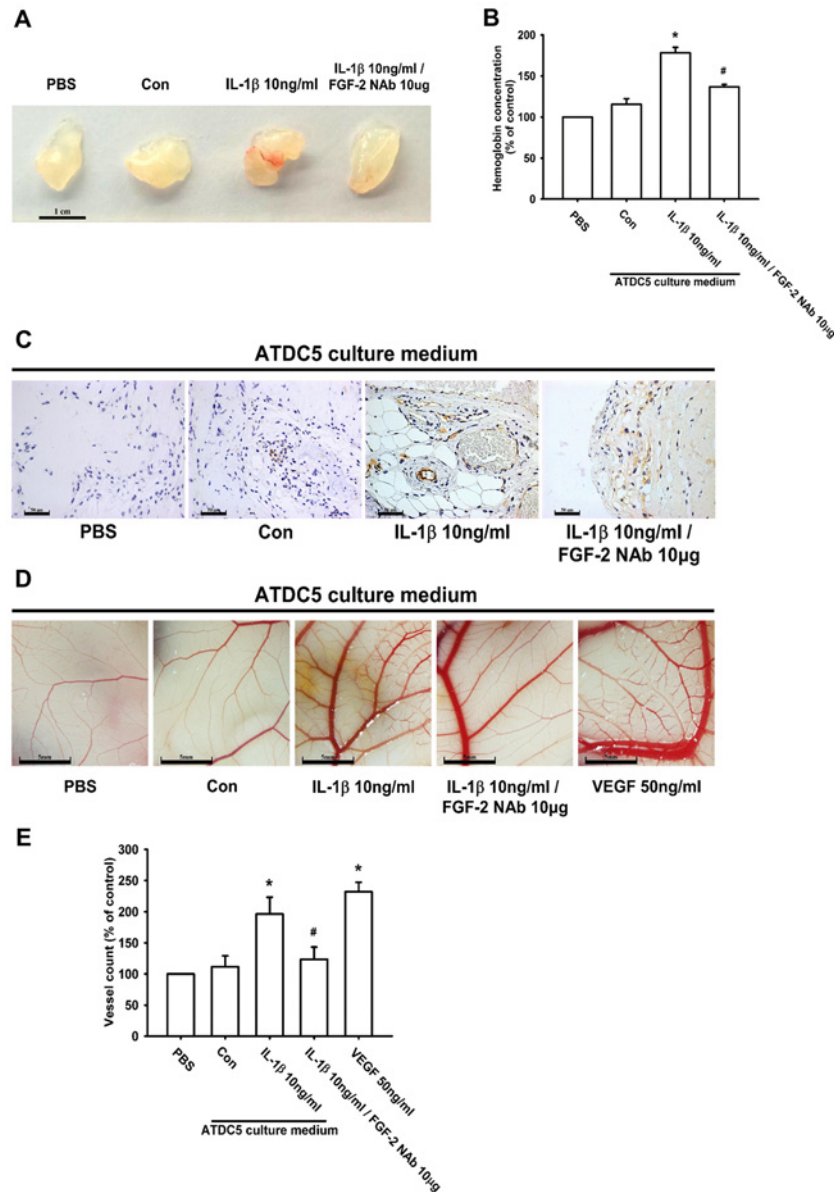 A
PBS
Con
IL-1β 10ng/ml
IL-1β 10ng/ml /
FGF-2 NAb 10ug
1 cm
B
Hemoglobin concentration
(% of control)
200
150
100
50
0
*
#
PBS
Con
IL-1β 10ng/ml
IL-1β 10ng/ml / FGF-2 NAb 10μg
ATDC5 culture medium
C
ATDC5 culture medium
PBS
Con
IL-1β 10ng/ml
IL-1β 10ng/ml /
FGF-2 NAb 10μg
D
ATDC5 culture medium
5mm
5mm
5mm
5mm
5mm
PBS
Con
IL-1β 10ng/ml
IL-1β 10ng/ml /
FGF-2 NAb 10μg
VEGF 50ng/ml
E
Vessel count (% of control)
300
250
200
150
100
50
0
*
#
*
PBS
Con
IL-1β 10ng/ml
IL-1β 10ng/ml / FGF-2 NAb 10μg
VEGF 50ng/ml
ATDC5 culture medium